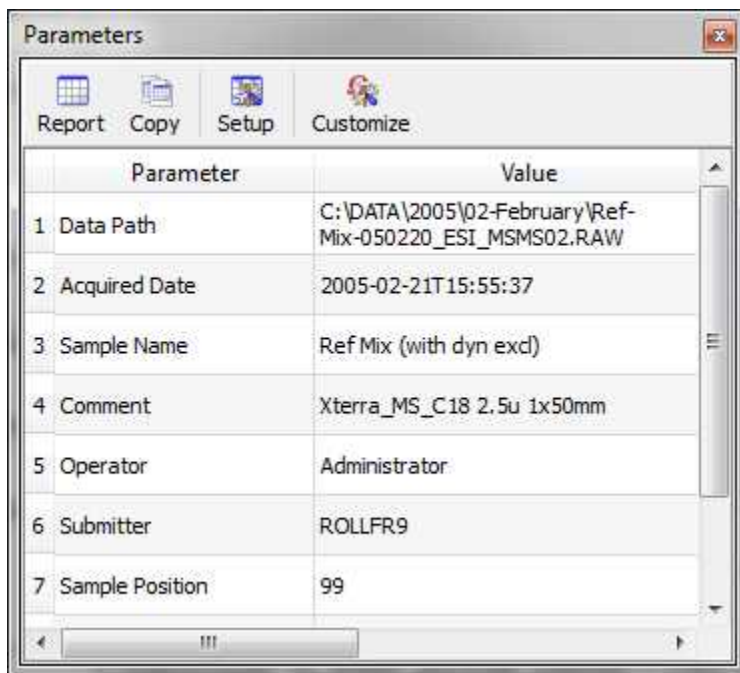 Parameters
Report Copy Setup Customize
Parameter Value
1 Data Path C:\DATA\2005\02-February\Ref-
Mix-050220_ESI_MSMS02.RAW
2 Acquired Date 2005-02-21T15:55:37
3 Sample Name Ref Mix (with dyn excl)
4 Comment Xterra_MS_C18 2.5u 1x50mm
5 Operator Administrator
6 Submitter ROLLFR9
7 Sample Position 99